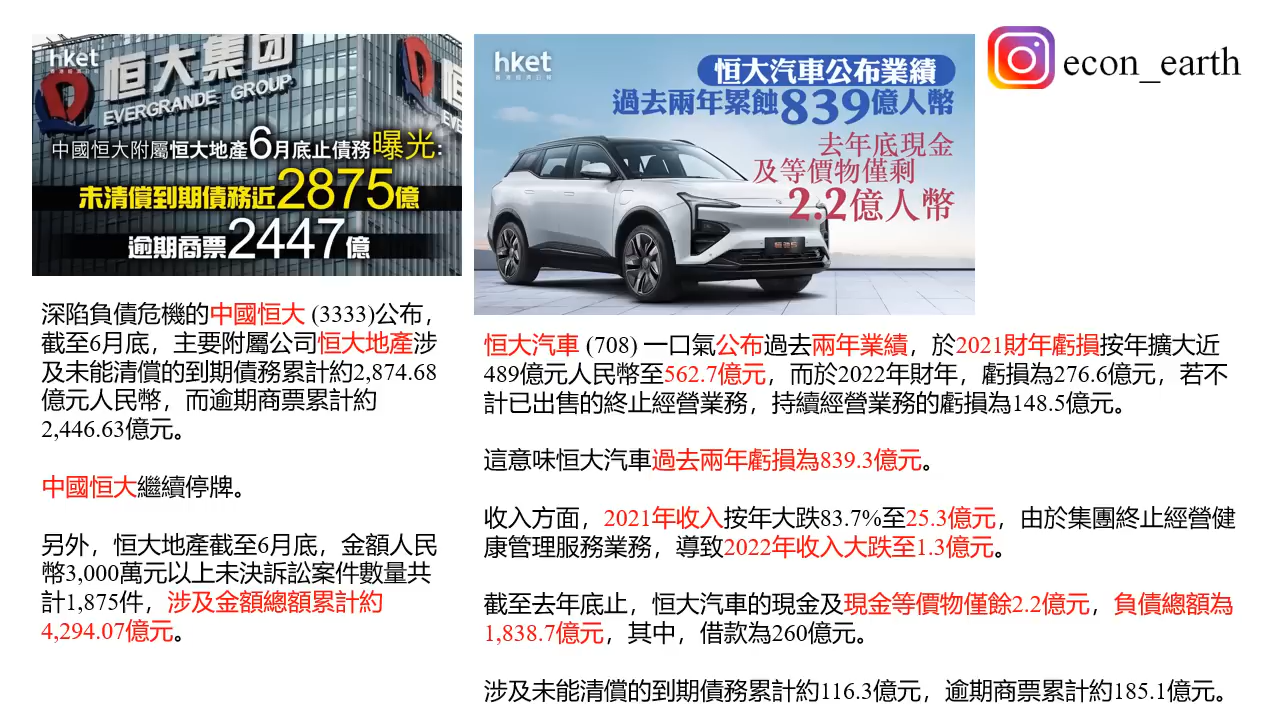 hket
香港經濟日報
恒大集团
EVERGRANDE GROUP
恒
EVE
中國恒大附屬恒大地產6月底止債務曝光:
未清償到期債務近2875億
逾期商票2447億
hket
香港經濟日報
恒大汽車公布業績
過去兩年累蝕839億人幣
去年底現金
及等價物僅剩
2.2億人幣
econ_earth
深陷負債危機的中國恒大 (3333)公布，
截至6月底，主要附屬公司恒大地產涉
及未能清償的到期債務累計約2,874.68
億元人民幣，而逾期商票累計約
2,446.63億元。
中國恒大繼續停牌。
另外，恒大地產截至6月底，金額人民
幣3,000萬元以上未決訴訟案件數量共
計1,875件，涉及金額總額累計約
4,294.07億元。
恒大汽車 (708) 一口氣公布過去兩年業績，於2021財年虧損按年擴大近
489億元人民幣至562.7億元，而於2022年財年，虧損為276.6億元，若不
計已出售的終止經營業務，持續經營業務的虧損為148.5億元。
這意味恒大汽車過去兩年虧損為839.3億元。
收入方面，2021年收入按年大跌83.7%至25.3億元，由於集團終止經營健
康管理服務業務，導致2022年收入大跌至1.3億元。
截至去年底止，恒大汽車的現金及現金等價物僅餘2.2億元，負債總額為
1,838.7億元，其中，借款為260億元。
涉及未能清償的到期債務累計約116.3億元，逾期商票累計約185.1億元。